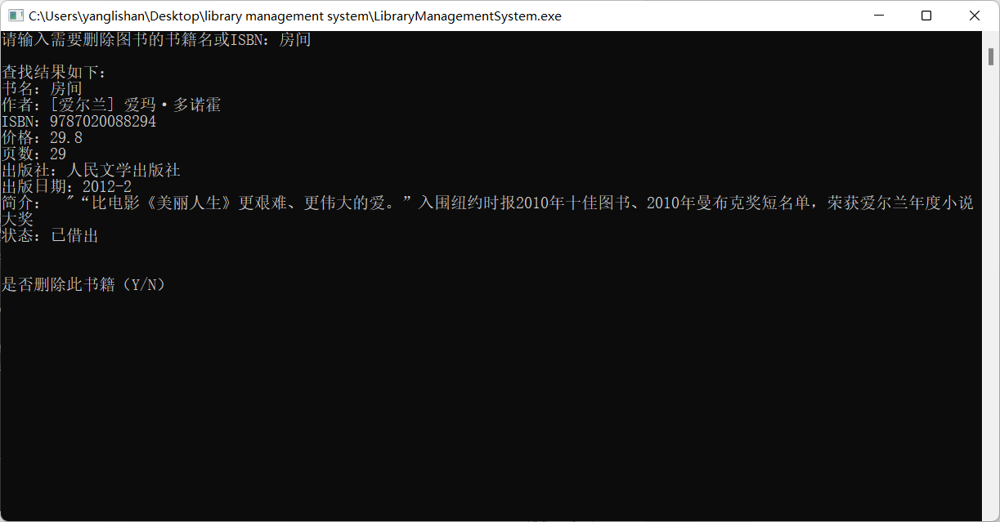 C:\Users\yanglishan\Desktop\library management system\LibraryManagementSystem.exe
请输入需要删除图书的书籍名或ISBN：房间
查找结果如下：
书名：房间
作者：[爱尔兰] 爱玛·多诺霍
ISBN：9787020088294
价格：29.8
页数：29
出版社：人民文学出版社
出版日期：2012-2
简介：  "“比电影《美丽人生》更艰难、更伟大的爱。”入围纽约时报2010年十佳图书、2010年曼布克奖短名单，荣获爱尔兰年度小说
大奖
状态：已借出
是否删除此书籍（Y/N）